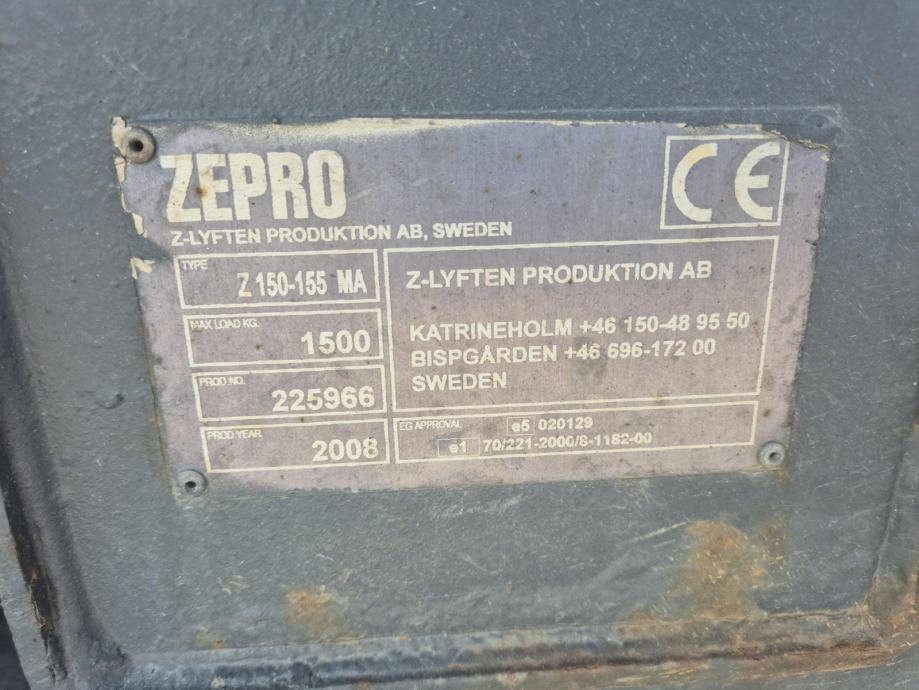 ZEPRO
CE
Z-LYFTEN PRODUKTION AB, SWEDEN
TYPE
Z 150-155 MA
MAX LOAD KG.
1500
PROD.NO.
225966
PROD.YEAR
2008
Z-LYFTEN PRODUKTION AB
KATRINEHOLM +46 150-48 95 50
BISPGÅRDEN +46 696-172 00
SWEDEN
EG APPROVAL e5 020129
e1 70/221-2000/8-1182-00